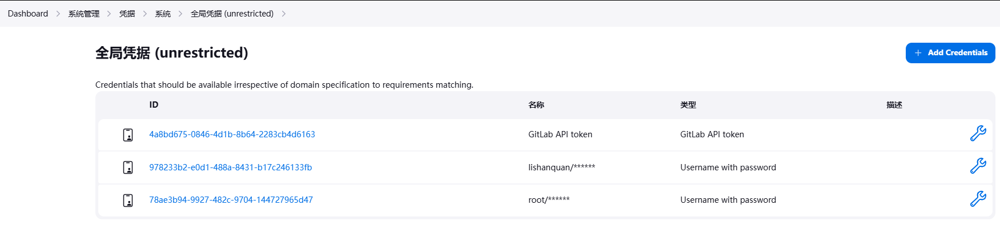 Dashboard > 系统管理 > 凭据 > 系统 > 全局凭据 (unrestricted) >
全局凭据 (unrestricted)
+ Add Credentials
Credentials that should be available irrespective of domain specification to requirements matching.
ID 名称 类型 描述
4a8bd675-0846-4d1b-8b64-2283cb4d6163 GitLab API token GitLab API token
978233b2-e0d1-488a-8431-b17c246133fb lishanquan/****** Username with password
78ae3b94-9927-482c-9704-144727965d47 root/****** Username with password